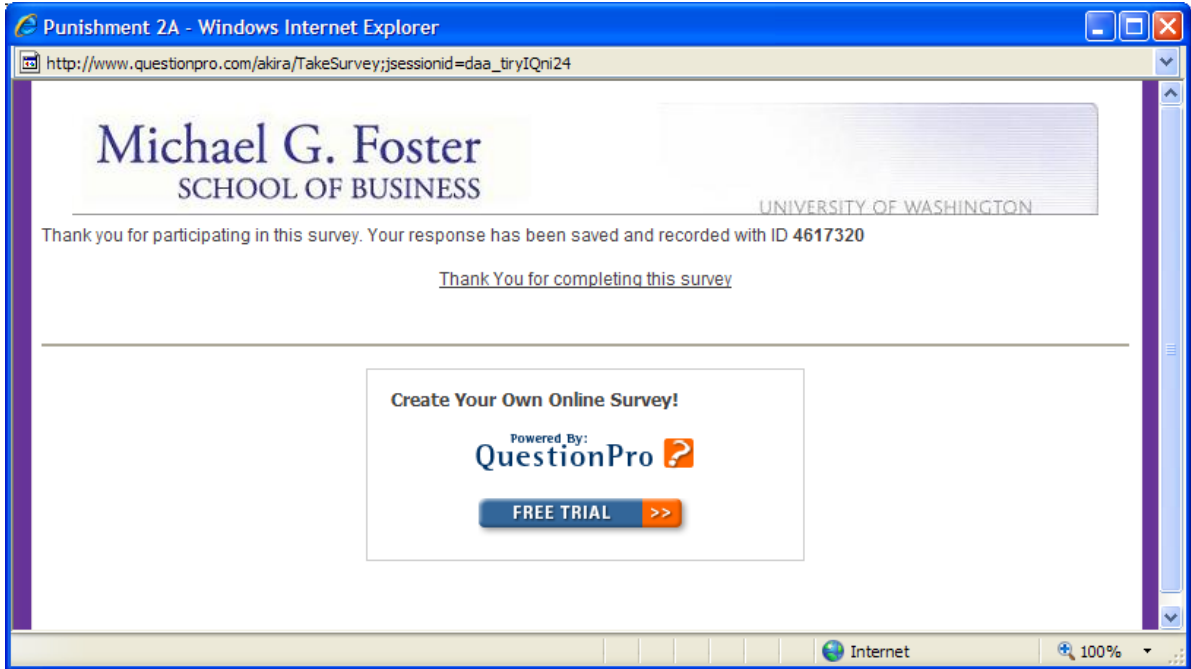 Punishment 2A - Windows Internet Explorer
http://www.questionpro.com/akira/TakeSurvey;jsessionid=daa_tiryIQni24
Michael G. Foster
SCHOOL OF BUSINESS
UNIVERSITY OF WASHINGTON
Thank you for participating in this survey. Your response has been saved and recorded with ID 4617320
Thank You for completing this survey
Create Your Own Online Survey!
Powered By:
QuestionPro
FREE TRIAL >>
Internet 100%